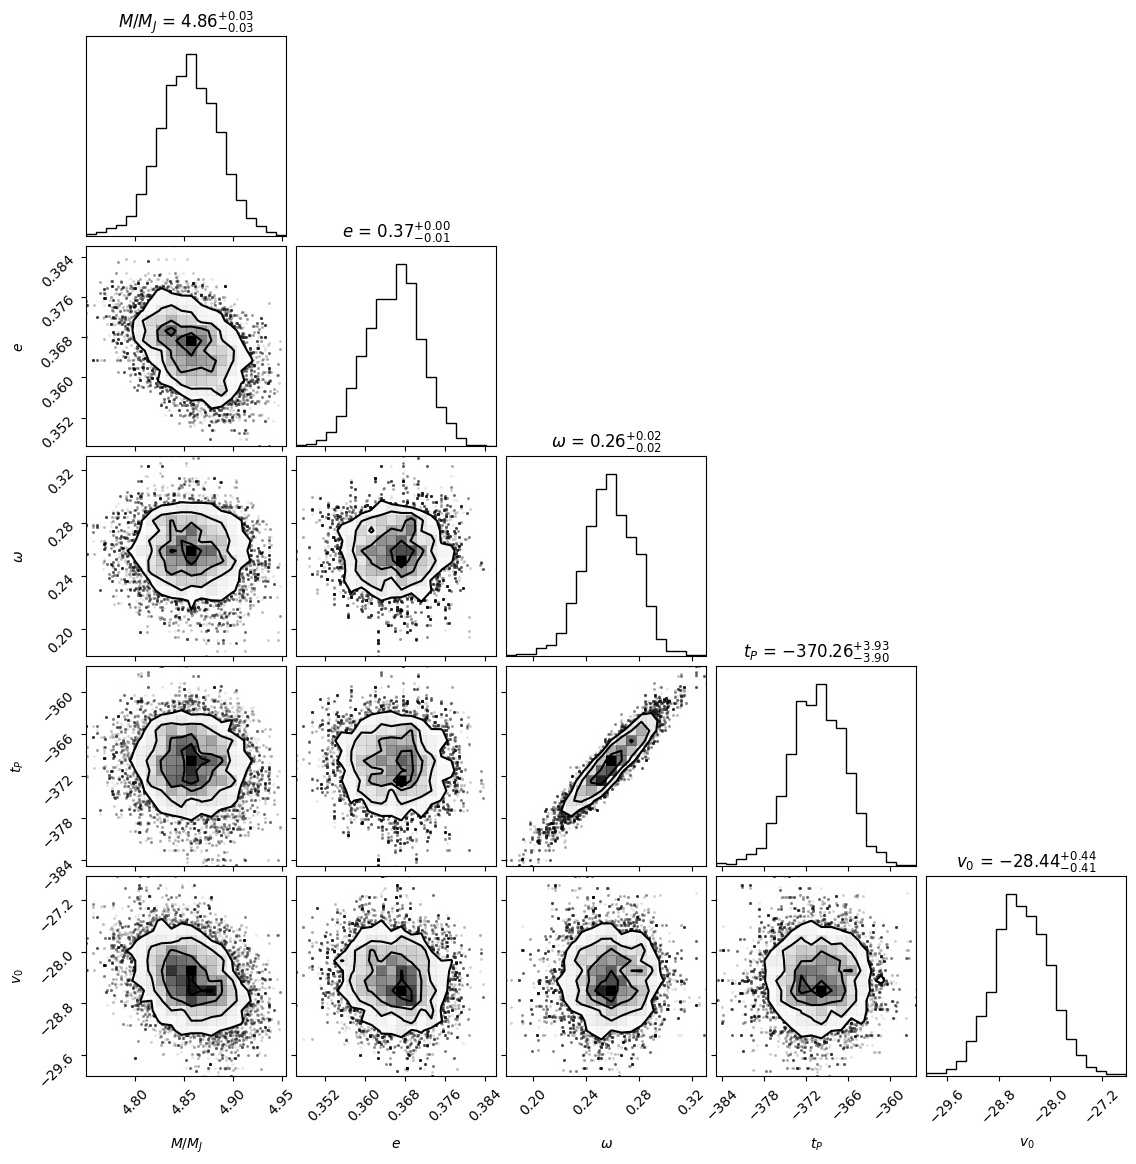 M/M_J = 4.86^{+0.03}_{-0.03}
e = 0.37^{+0.00}_{-0.01}
0.384
0.376
0.368
0.360
0.352
e
ω = 0.26^{+0.02}_{-0.02}
0.32
0.28
0.24
0.20
ω
t_P = −370.26^{+3.93}_{-3.90}
−360
−366
−372
−378
−384
t_P
v_0 = −28.44^{+0.44}_{-0.41}
−27.2
−28.0
−28.8
−29.6
v_0
4.80 4.85 4.90 4.95 0.352 0.360 0.368 0.376 0.384 0.20 0.24 0.28 0.32 −384 −378 −372 −366 −360 −29.6 −28.8 −28.0 −27.2
M/M_J e ω t_P v_0